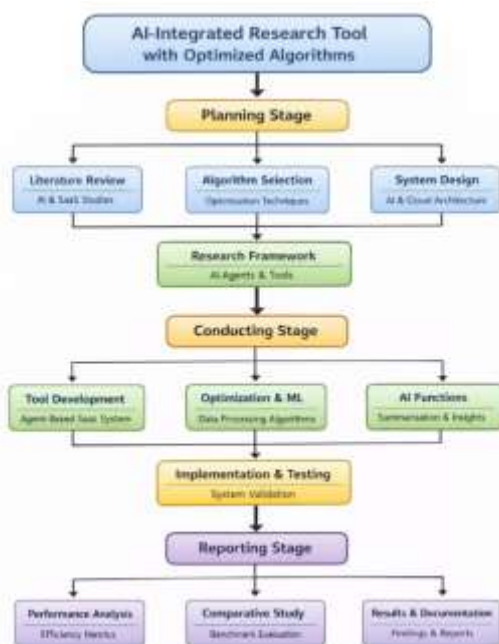 AI-Integrated Research Tool
with Optimized Algorithms
Planning Stage
Literature Review
AI & SaaS Studies
Algorithm Selection
Optimization Techniques
System Design
AI & Cloud Architecture
Research Framework
AI Agents & Tools
Conducting Stage
Tool Development
Agent-Based SaaS System
Optimization & ML
Data Processing Algorithms
AI Functions
Summarization & Insights
Implementation & Testing
System Validation
Reporting Stage
Performance Analysis
Efficiency Metrics
Comparative Study
Benchmark Evaluation
Results & Documentation
Findings & Reports